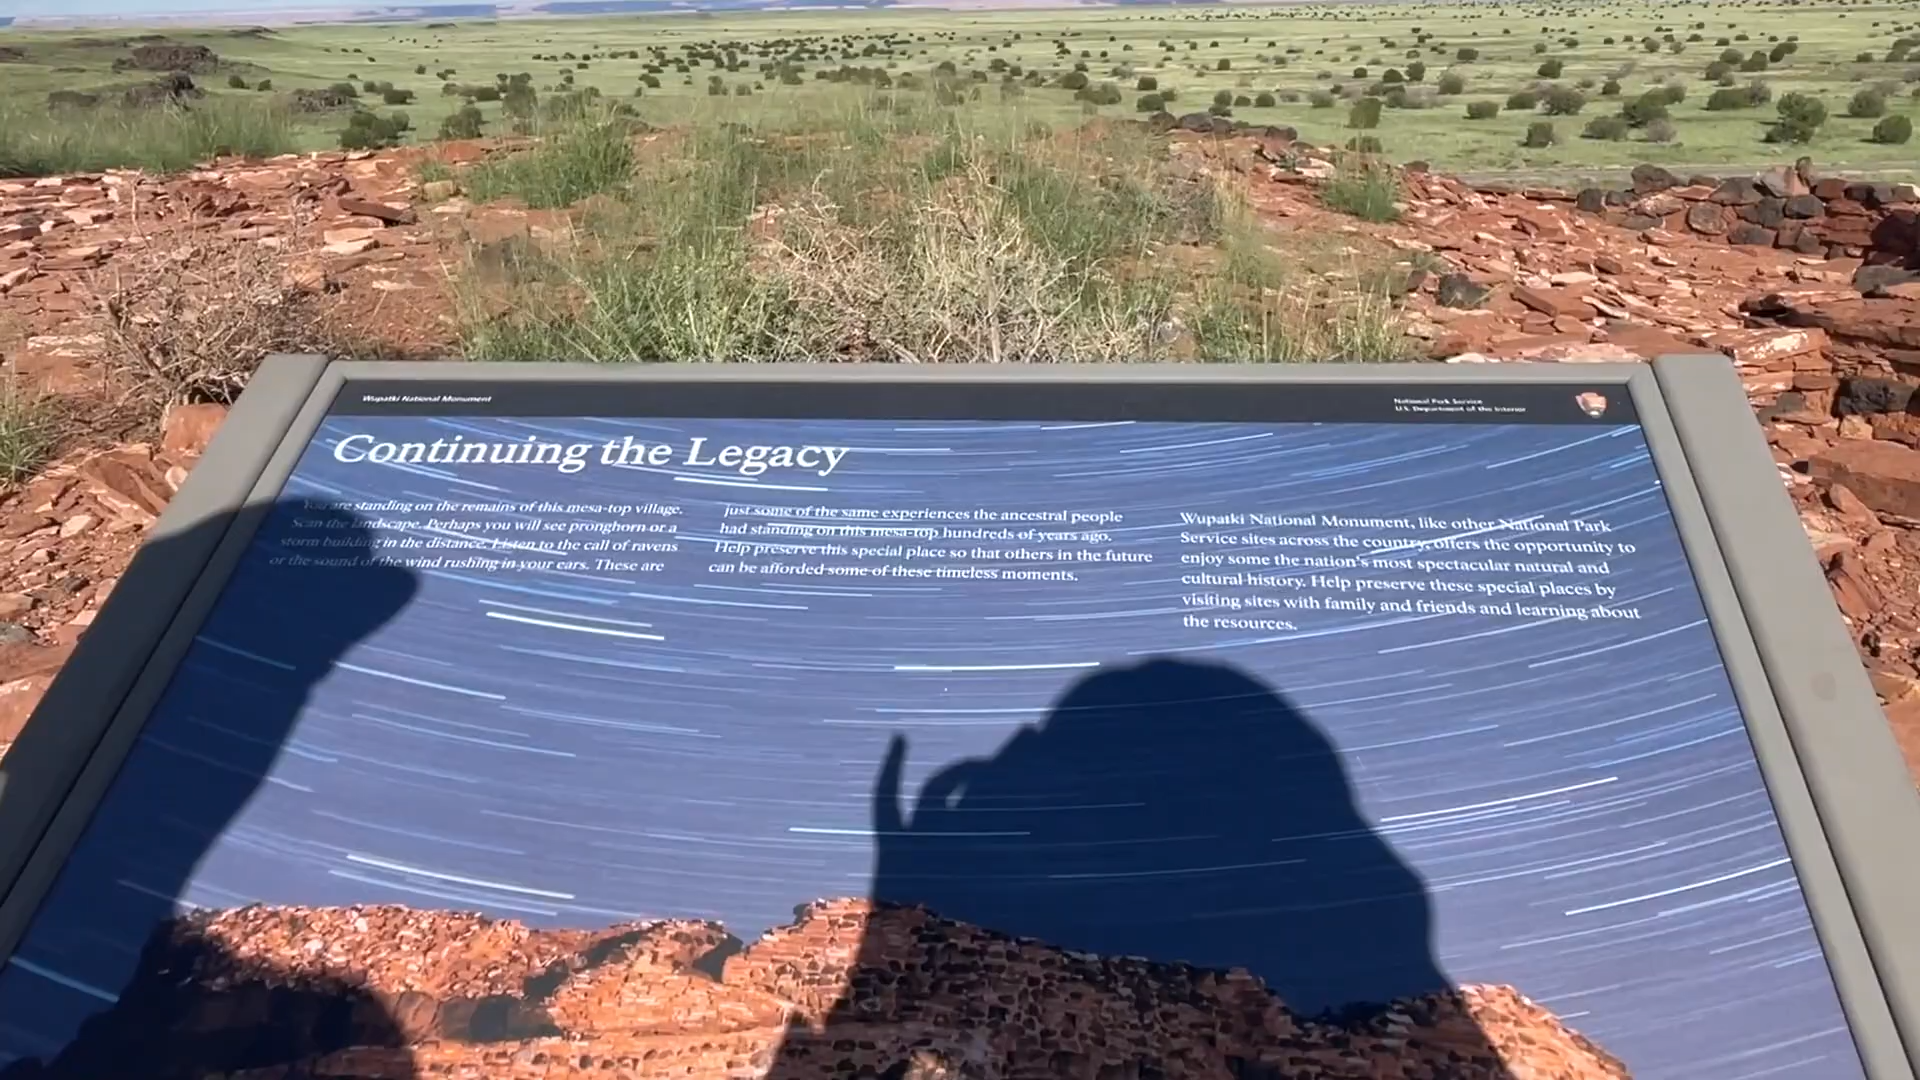 Wupatki National Monument
National Park Service
U.S. Department of the Interior
Continuing the Legacy
You are standing on the remains of this mesa-top village.
Scan the landscape. Perhaps you will see pronghorn or a
storm building in the distance. Listen to the call of ravens
or the sound of the wind rushing in your ears. These are
just some of the same experiences the ancestral people
had standing on this mesa-top hundreds of years ago.
Help preserve this special place so that others in the future
can be afforded some of these timeless moments.
Wupatki National Monument, like other National Park
Service sites across the country, offers the opportunity to
enjoy some the nation's most spectacular natural and
cultural history. Help preserve these special places by
visiting sites with family and friends and learning about
the resources.